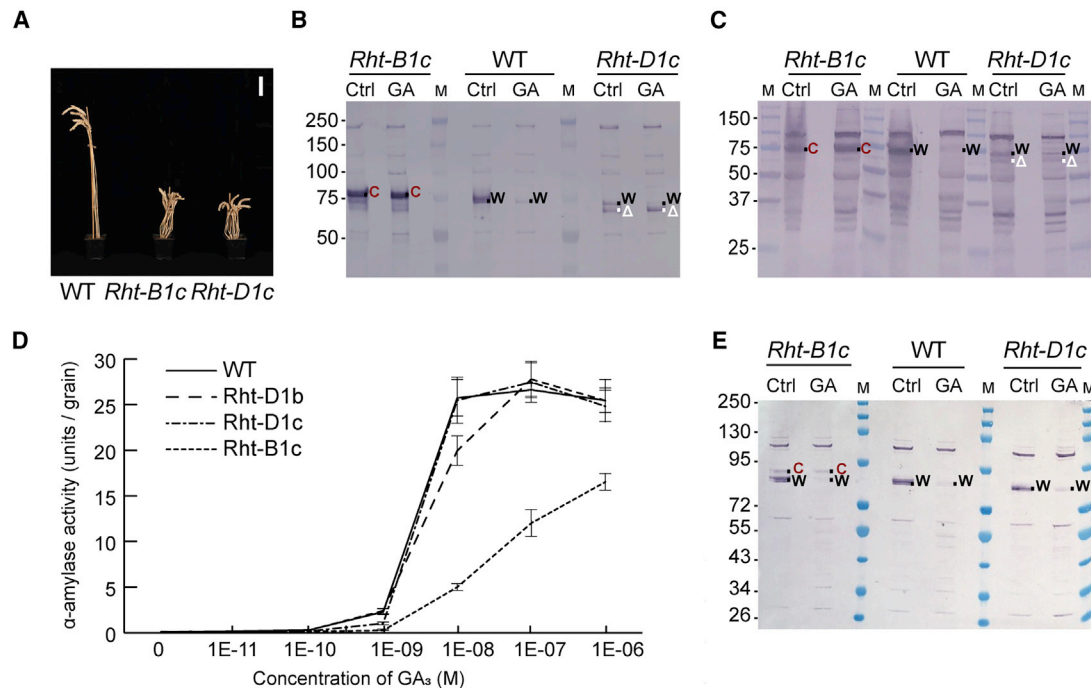 A
WT Rht-B1c Rht-D1c
B
Rht-B1c WT Rht-D1c
Ctrl GA M Ctrl GA M Ctrl GA
250
150
100
75
50
C C W W W W
Δ Δ
C
Rht-B1c WT Rht-D1c
M Ctrl GA M Ctrl GA M Ctrl GA M
150
75
50
37
25
C C W W W W
Δ Δ
D
α-amylase activity (units / grain)
30
25
20
15
10
5
0
WT
Rht-D1b
Rht-D1c
Rht-B1c
0 1E-11 1E-10 1E-09 1E-08 1E-07 1E-06
Concentration of GA₃ (M)
E
Rht-B1c WT Rht-D1c
Ctrl GA M Ctrl GA M Ctrl GA M
250
130
95
72
55
43
34
26
C C
W W W W W W